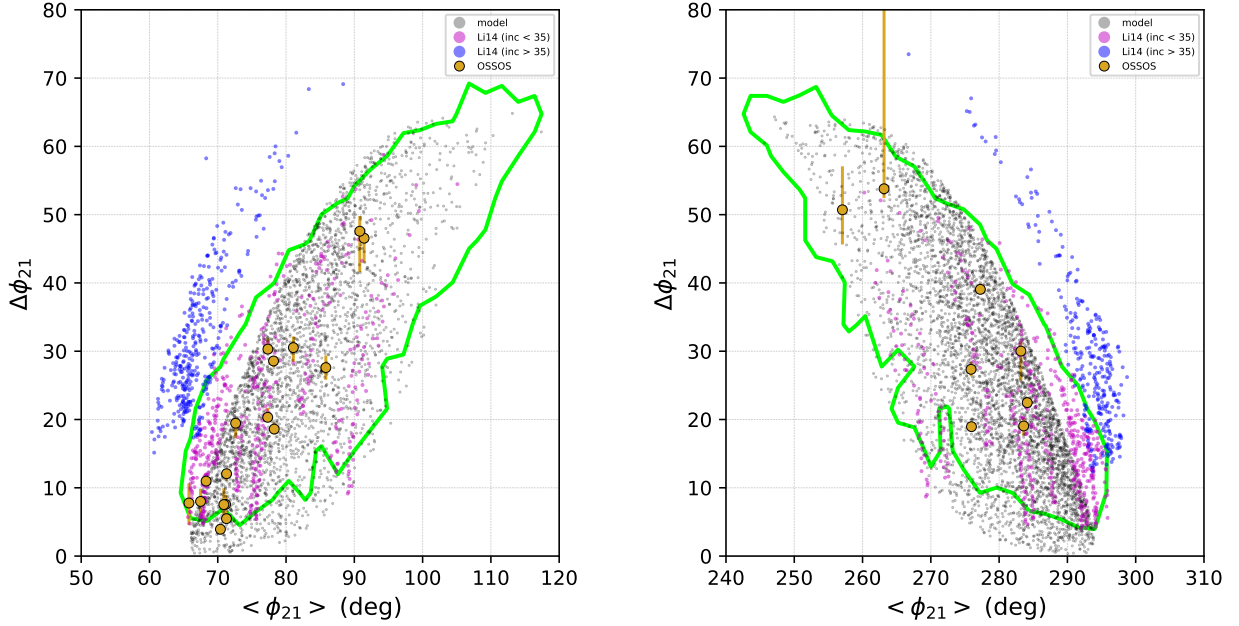 80
70
60
50
40
30
20
10
0
50 60 70 80 90 100 110 120
Δϕ21
<ϕ21> (deg)
model
Li14 (inc < 35)
Li14 (inc > 35)
OSSOS
80
70
60
50
40
30
20
10
0
240 250 260 270 280 290 300 310
Δϕ21
<ϕ21> (deg)
model
Li14 (inc < 35)
Li14 (inc > 35)
OSSOS